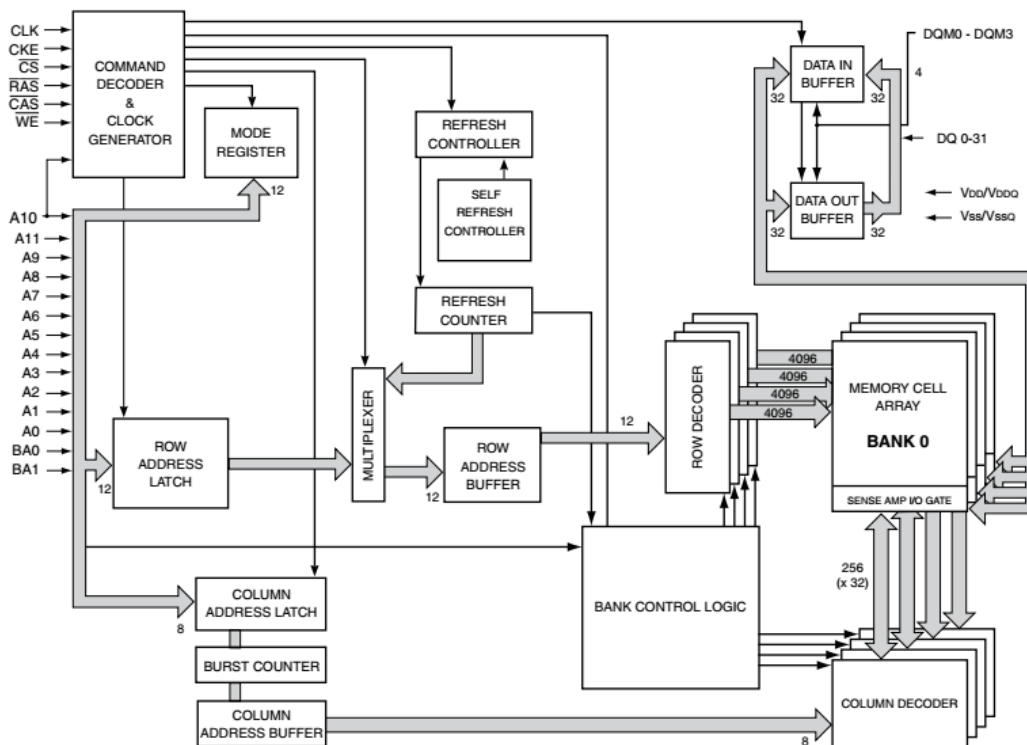 CLK
CKE
CS
RAS
CAS
WE
A10
A11
A9
A8
A7
A6
A5
A4
A3
A2
A1
A0
BA0
BA1
COMMAND
DECODER
&
CLOCK
GENERATOR
MODE
REGISTER
12
REFRESH
CONTROLLER
SELF
REFRESH
CONTROLLER
REFRESH
COUNTER
DATA IN
BUFFER
32
32
DQM0 - DQM3
4
DQ 0-31
DATA OUT
BUFFER
32
32
VDD/VDDQ
VSS/VSSQ
12
ROW
ADDRESS
LATCH
MULTIPLEXER
12
ROW
ADDRESS
BUFFER
12
ROW DECODER
4096
4096
4096
4096
MEMORY CELL
ARRAY
BANK 0
SENSE AMP I/O GATE
256
(x 32)
BANK CONTROL LOGIC
8
COLUMN
ADDRESS LATCH
BURST COUNTER
COLUMN
ADDRESS BUFFER
8
COLUMN DECODER